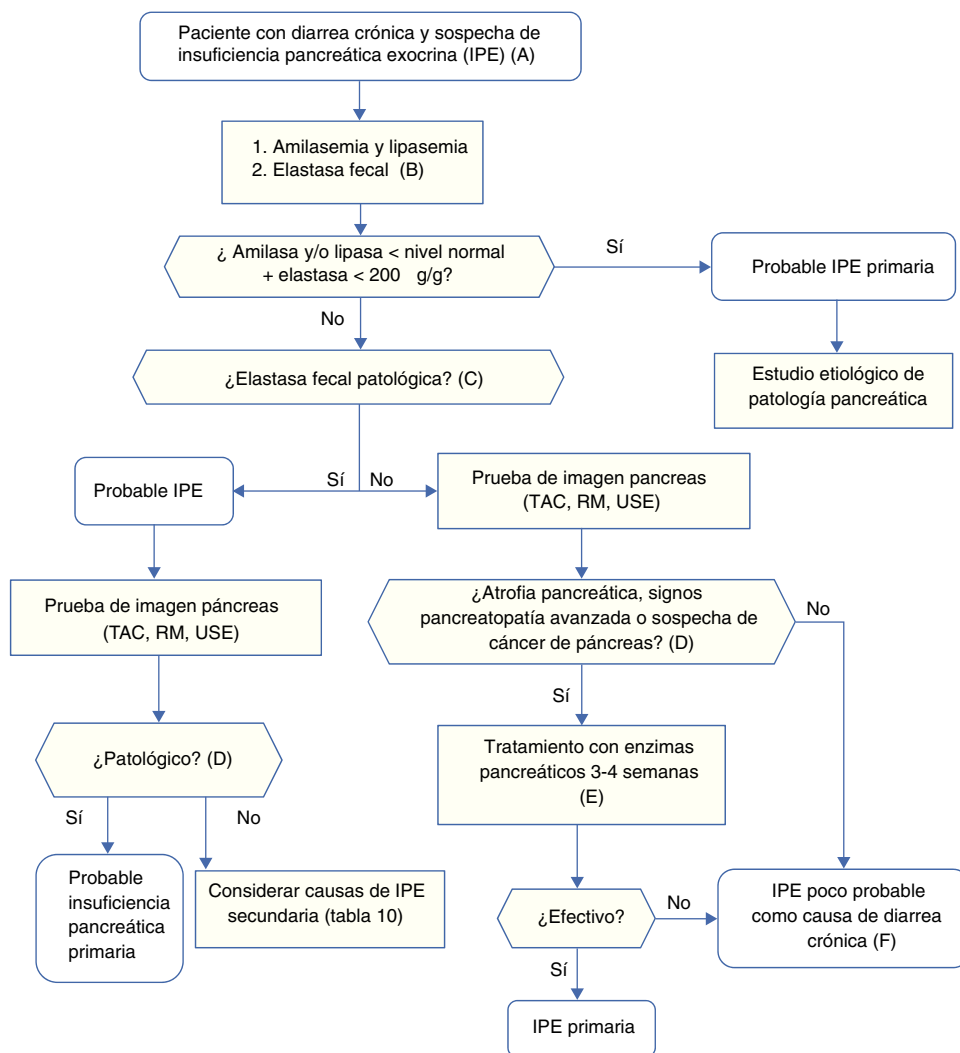 Paciente con diarrea crónica y sospecha de
insuficiencia pancreática exocrina (IPE) (A)
1. Amilasemia y lipasemia
2. Elastasa fecal (B)
¿ Amilasa y/o lipasa < nivel normal
+ elastasa < 200 g/g?
Sí
Probable IPE primaria
No
Estudio etiológico de
patología pancreática
¿Elastasa fecal patológica? (C)
Probable IPE
Sí
No
Prueba de imagen pancreas
(TAC, RM, USE)
Prueba de imagen páncreas
(TAC, RM, USE)
¿Atrofia pancreática, signos
pancreatopatía avanzada o sospecha de
cáncer de páncreas? (D)
No
Sí
¿Patológico? (D)
Tratamiento con enzimas
pancreáticos 3-4 semanas
(E)
Sí
No
Probable
insuficiencia
pancreática
primaria
Considerar causas de IPE
secundaria (tabla 10)
¿Efectivo?
No
IPE poco probable
como causa de diarrea
crónica (F)
Sí
IPE primaria